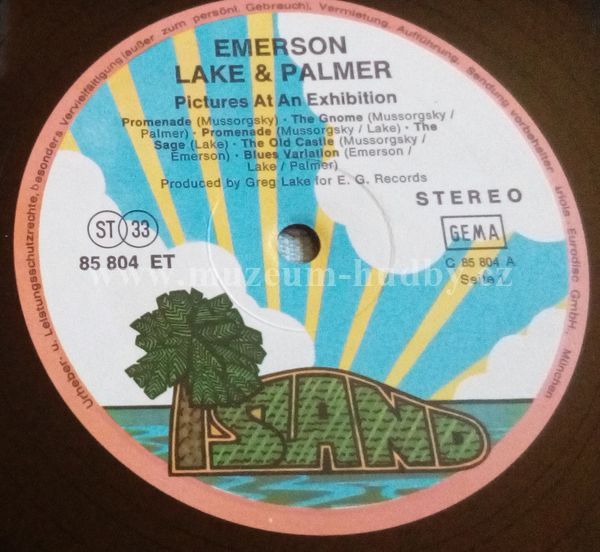 EMERSON
LAKE & PALMER
Pictures At An Exhibition
Promenade (Mussorgsky) · The Gnome (Mussorgsky /
Palmer) · Promenade (Mussorgsky / Lake) · The
Sage (Lake) · The Old Castle (Mussorgsky /
Emerson) · Blues Variation (Emerson /
Lake / Palmer)
Produced by Greg Lake for E. G. Records
STEREO
ST 33
GEMA
85 804 ET
C 85 804 A
Seite 1
www.muzeum-hudby.cz
ISLAND
Urheber- u. Leistungsschutzrechte, besonders Vervielfältigung (außer zum persönl. Gebrauch), Vermietung, Aufführung, Sendung vorbehalten · Ariola-Eurodisc GmbH., München